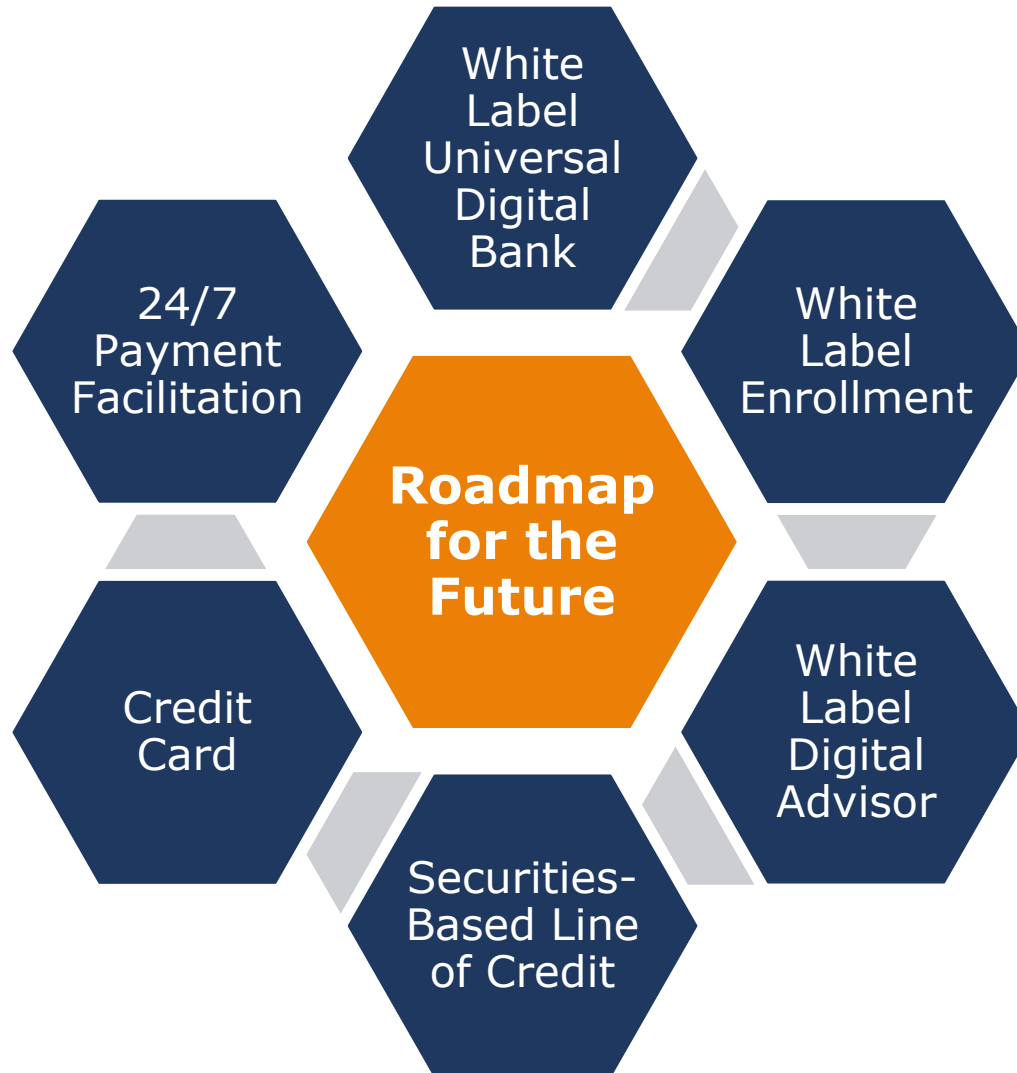 White
Label
Universal
Digital
Bank
24/7
Payment
Facilitation
White
Label
Enrollment
Roadmap
for the
Future
Credit
Card
White
Label
Digital
Advisor
Securities-
Based Line
of Credit